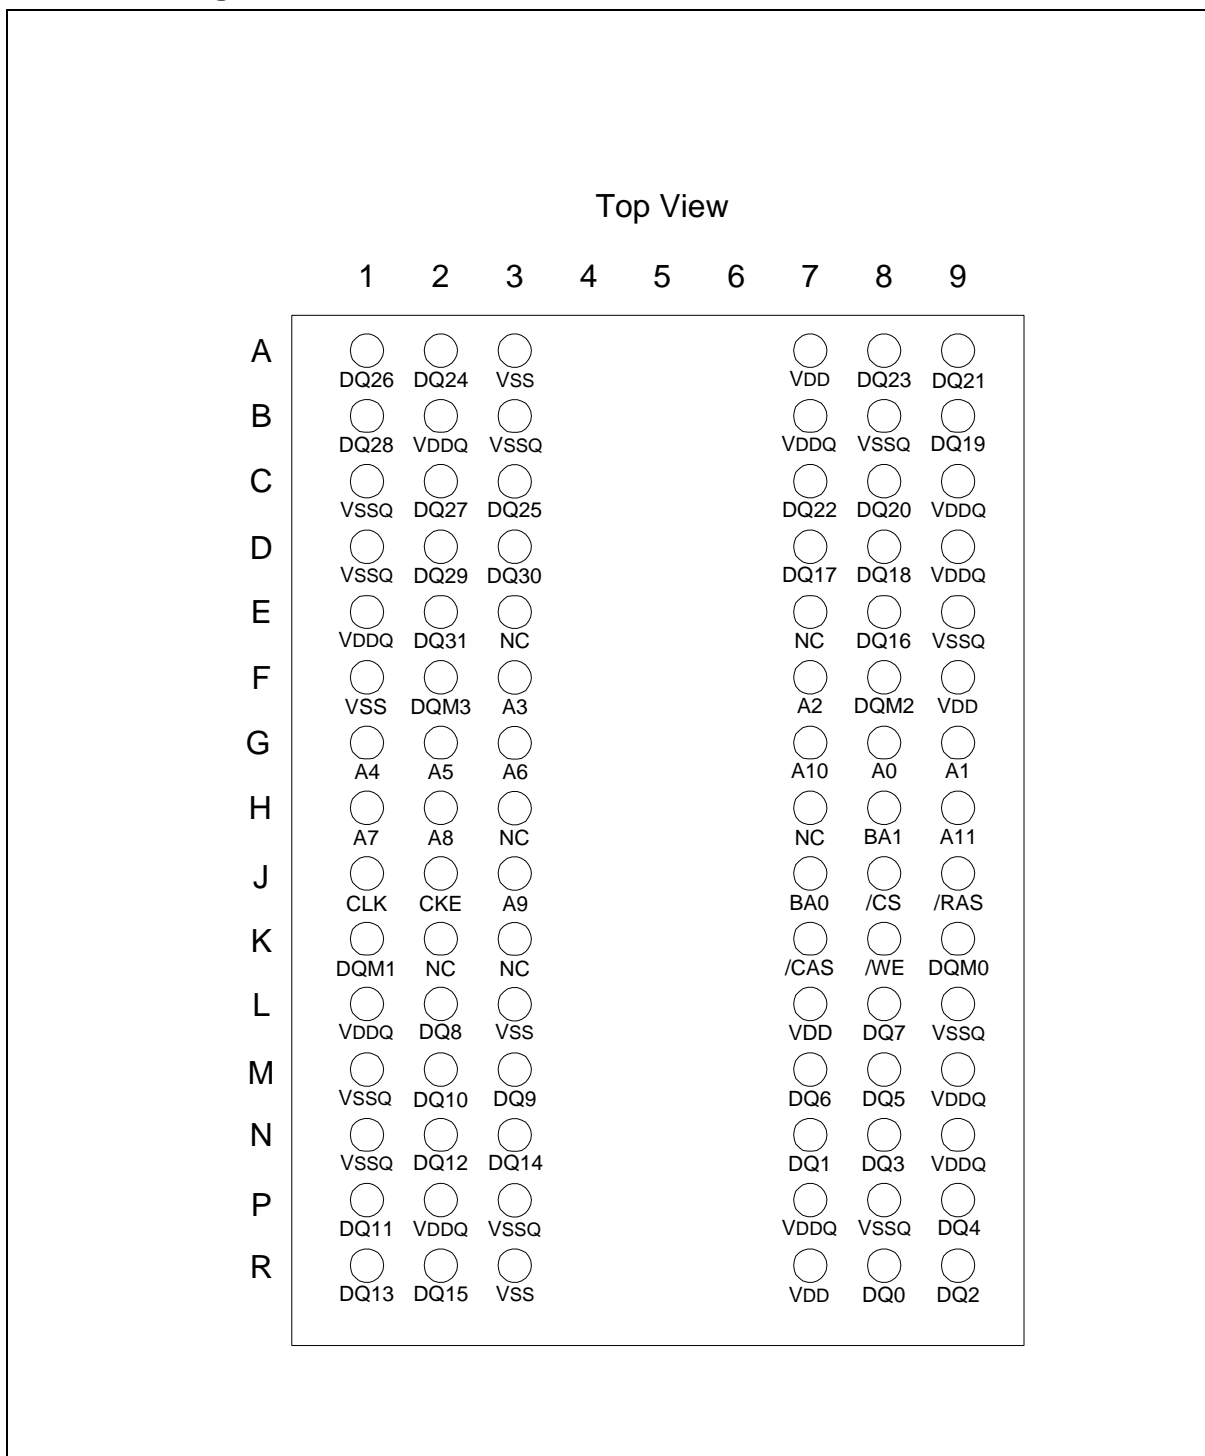 Top View
1 2 3 4 5 6 7 8 9
A
DQ26 DQ24 VSS VDD DQ23 DQ21
B
DQ28 VDDQ VSSQ VDDQ VSSQ DQ19
C
VSSQ DQ27 DQ25 DQ22 DQ20 VDDQ
D
VSSQ DQ29 DQ30 DQ17 DQ18 VDDQ
E
VDDQ DQ31 NC NC DQ16 VSSQ
F
VSS DQM3 A3 A2 DQM2 VDD
G
A4 A5 A6 A10 A0 A1
H
A7 A8 NC NC BA1 A11
J
CLK CKE A9 BA0 /CS /RAS
K
DQM1 NC NC /CAS /WE DQM0
L
VDDQ DQ8 VSS VDD DQ7 VSSQ
M
VSSQ DQ10 DQ9 DQ6 DQ5 VDDQ
N
VSSQ DQ12 DQ14 DQ1 DQ3 VDDQ
P
DQ11 VDDQ VSSQ VDDQ VSSQ DQ4
R
DQ13 DQ15 VSS VDD DQ0 DQ2